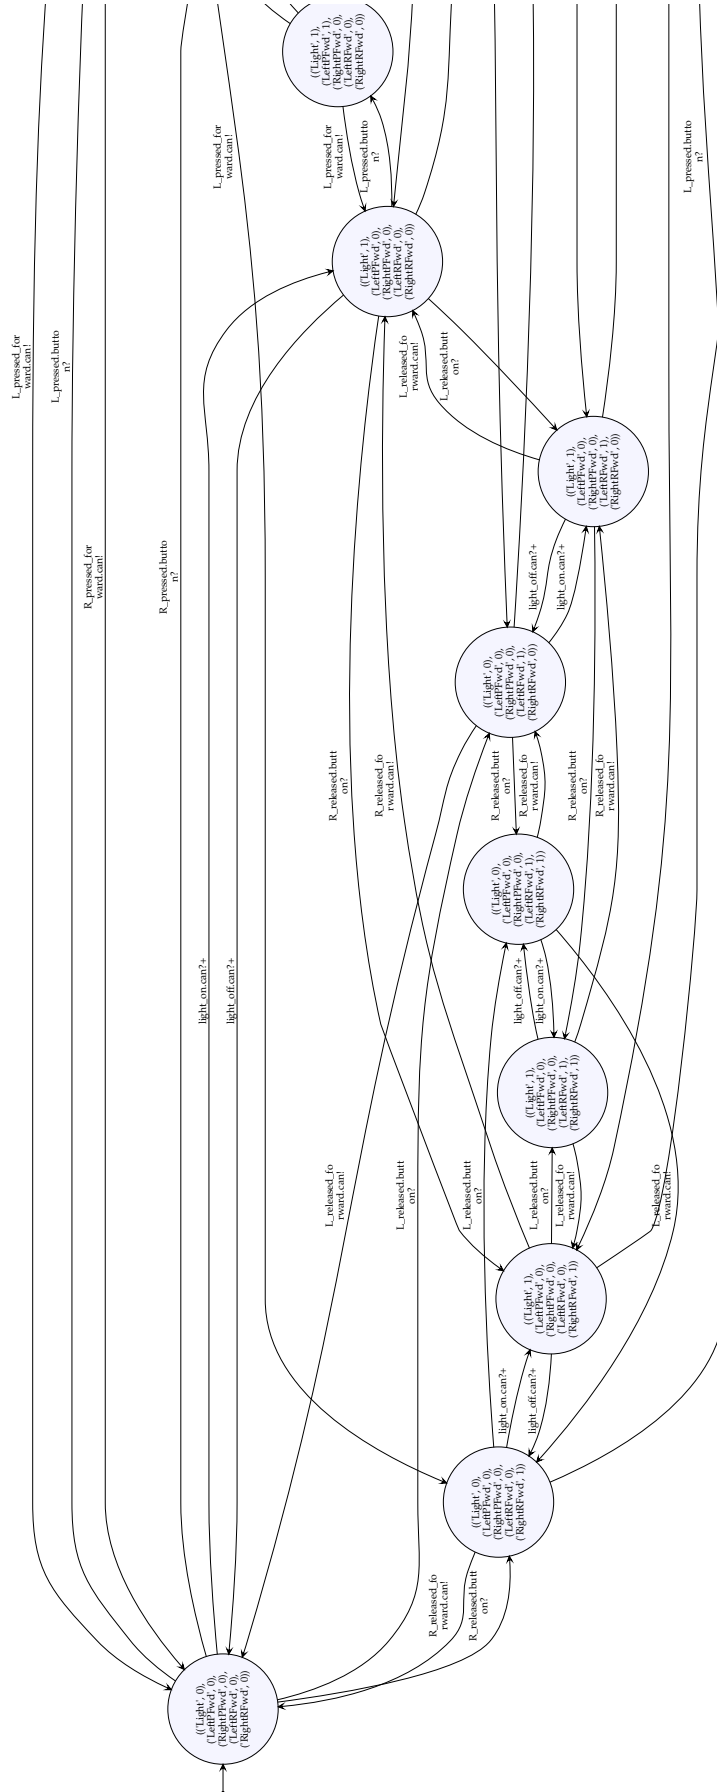 (('Light', 1),
('LeftPFwd', 1),
('RightPFwd', 0),
('LeftRFwd', 0),
('RightRFwd', 0))
L_pressed_for
ward.can!
L_pressed_for
ward.can!
L_pressed.butto
n?
L_pressed.butto
n?
(('Light', 1),
('LeftPFwd', 0),
('RightPFwd', 0),
('LeftRFwd', 0),
('RightRFwd', 0))
L_pressed_for
ward.can!
L_pressed.butto
n?
L_released_fo
rward.can!
L_released.butt
on?
(('Light', 1),
('LeftPFwd', 0),
('RightPFwd', 0),
('LeftRFwd', 1),
('RightRFwd', 0))
R_pressed_for
ward.can!
R_pressed.butto
n?
light_off.can?+
light_on.can?+
(('Light', 0),
('LeftPFwd', 0),
('RightPFwd', 0),
('LeftRFwd', 1),
('RightRFwd', 0))
R_released.butt
on?
R_released_fo
rward.can!
R_released.butt
on?
R_released_fo
rward.can!
R_released.butt
on?
R_released_fo
rward.can!
(('Light', 0),
('LeftPFwd', 0),
('RightPFwd', 0),
('LeftRFwd', 1),
('RightRFwd', 1))
light_on.can?+
light_off.can?+
light_off.can?+
light_on.can?+
(('Light', 1),
('LeftPFwd', 0),
('RightPFwd', 0),
('LeftRFwd', 1),
('RightRFwd', 1))
L_released_fo
rward.can!
L_released.butt
on?
L_released.butt
on?
L_released.butt
on?
L_released_fo
rward.can!
L_released_fo
rward.can!
(('Light', 1),
('LeftPFwd', 0),
('RightPFwd', 0),
('LeftRFwd', 0),
('RightRFwd', 1))
light_on.can?+
light_off.can?+
(('Light', 0),
('LeftPFwd', 0),
('RightPFwd', 0),
('LeftRFwd', 0),
('RightRFwd', 1))
R_released_fo
rward.can!
R_released.butt
on?
(('Light', 0),
('LeftPFwd', 0),
('RightPFwd', 0),
('LeftRFwd', 0),
('RightRFwd', 0))